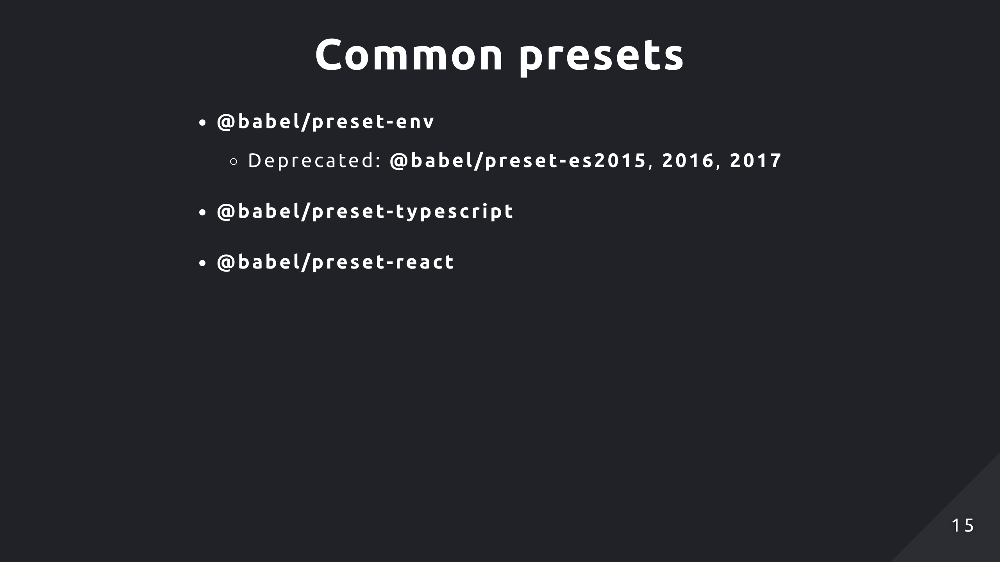 Common presets
• @babel/preset-env
◦ Deprecated: @babel/preset-es2015, 2016, 2017
• @babel/preset-typescript
• @babel/preset-react
15